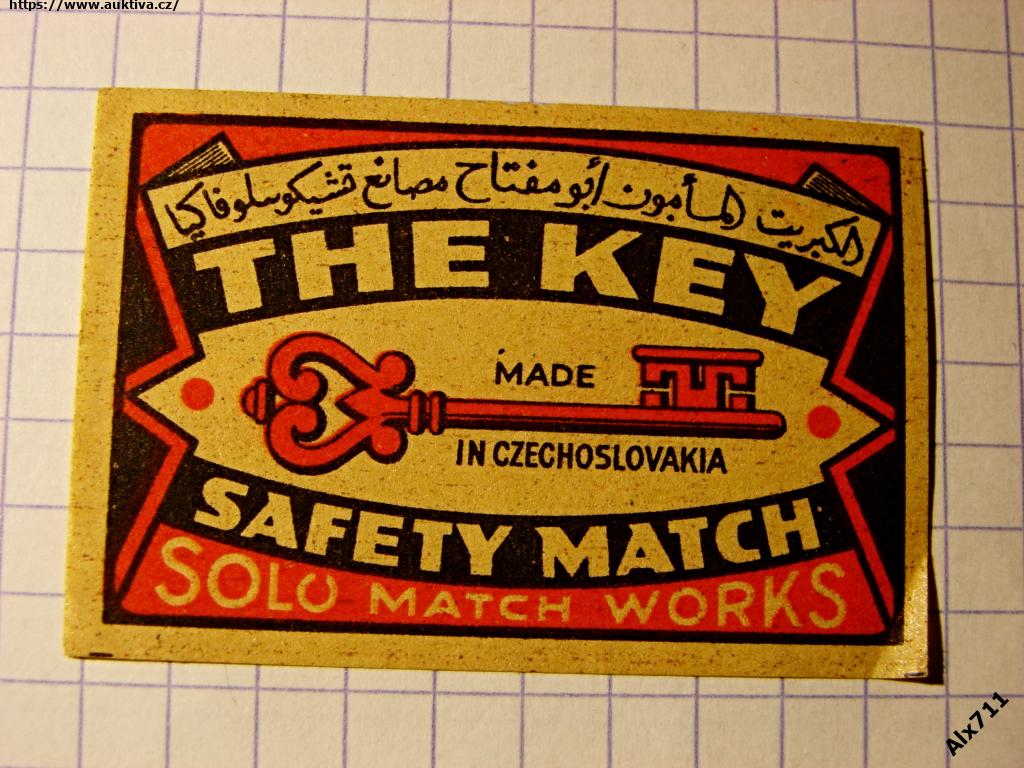 https://www.auktiva.cz/
الكبريت المأمون أبو مفتاح مصانع تشيكوسلوفاكيا
THE KEY
MADE
IN CZECHOSLOVAKIA
SAFETY MATCH
SOLO MATCH WORKS
Alx711